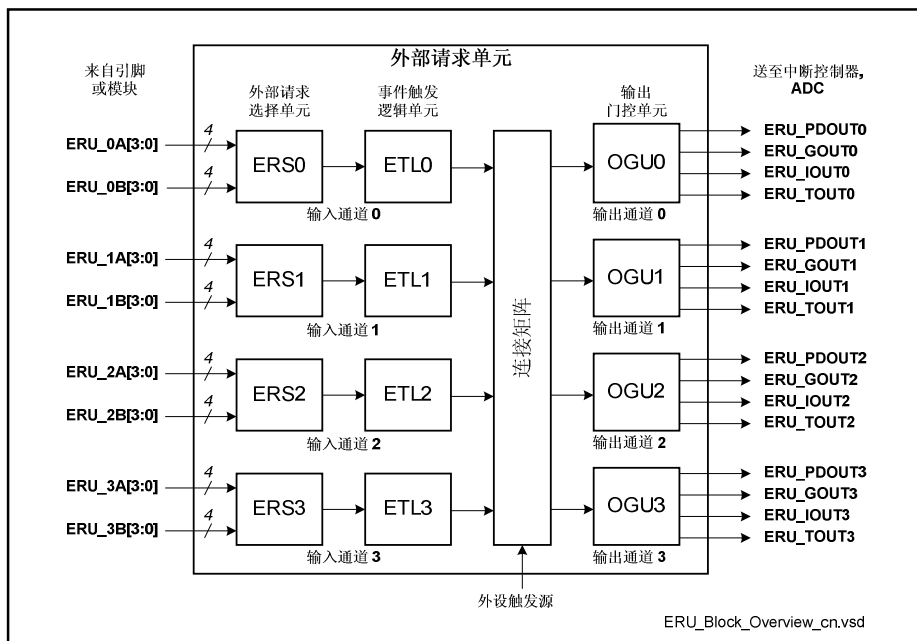 外部请求单元
来自引脚
或模块
送至中断控制器,
ADC
外部请求
选择单元
事件触发
逻辑单元
输出
门控单元
ERU_0A[3:0]
4
ERU_0B[3:0]
4
ERS0
ETL0
OGU0
ERU_PDOUT0
ERU_GOUT0
ERU_IOUT0
ERU_TOUT0
输入通道 0
输出通道 0
ERU_1A[3:0]
4
ERU_1B[3:0]
4
ERS1
ETL1
OGU1
ERU_PDOUT1
ERU_GOUT1
ERU_IOUT1
ERU_TOUT1
输入通道 1
输出通道 1
连接矩阵
ERU_2A[3:0]
4
ERU_2B[3:0]
4
ERS2
ETL2
OGU2
ERU_PDOUT2
ERU_GOUT2
ERU_IOUT2
ERU_TOUT2
输入通道 2
输出通道 2
ERU_3A[3:0]
4
ERU_3B[3:0]
4
ERS3
ETL3
OGU3
ERU_PDOUT3
ERU_GOUT3
ERU_IOUT3
ERU_TOUT3
输入通道 3
输出通道 3
外设触发源
ERU_Block_Overview_cn.vsd